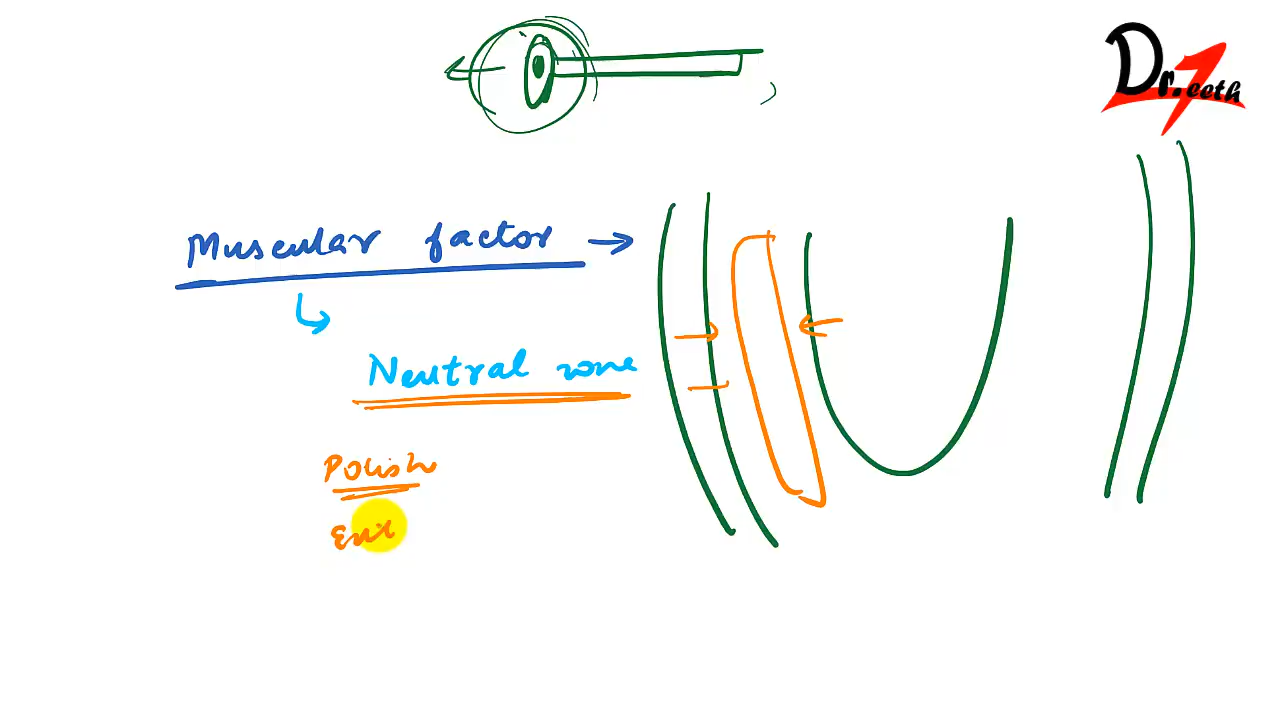 Dr. Teeth
Muscular factor →
Neutral zone
Polish